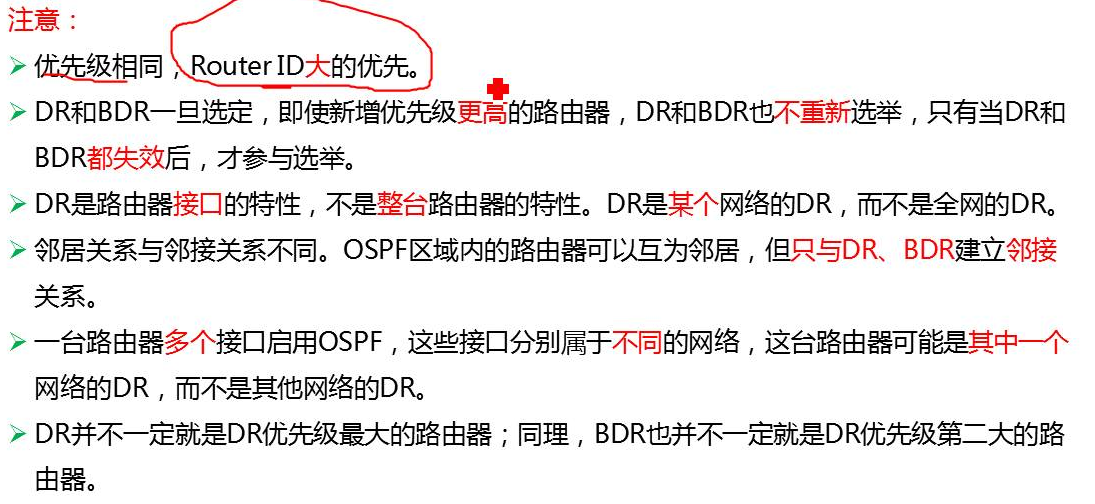 注意：
优先级相同，Router ID大的优先。
DR和BDR一旦选定，即使新增优先级更高的路由器，DR和BDR也不重新选举，只有当DR和
BDR都失效后，才参与选举。
DR是路由器接口的特性，不是整台路由器的特性。DR是某个网络的DR，而不是全网的DR。
邻居关系与邻接关系不同。OSPF区域内的路由器可以互为邻居，但只与DR、BDR建立邻接
关系。
一台路由器多个接口启用OSPF，这些接口分别属于不同的网络，这台路由器可能是其中一个
网络的DR，而不是其他网络的DR。
DR并不一定就是DR优先级最大的路由器；同理，BDR也并不一定就是DR优先级第二大的路
由器。